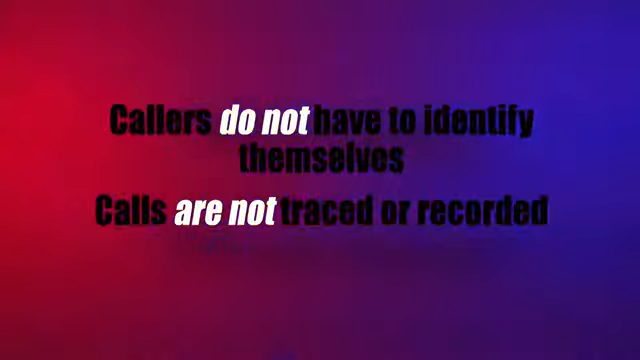 Callers do not have to identify
themselves
Calls are not traced or recorded